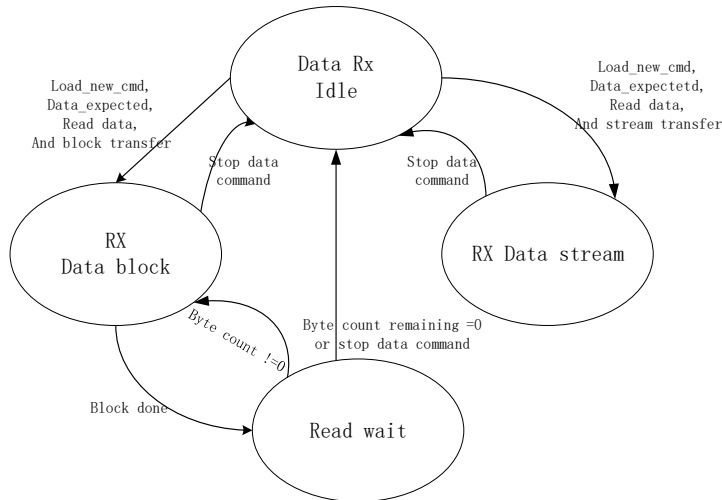 Data Rx
Idle
Load_new_cmd,
Data_expected,
Read data,
And block transfer
Load_new_cmd,
Data_expectetd,
Read data,
And stream transfer
Stop data
command
Stop data
command
RX
Data block
RX Data stream
Byte count !=0
Byte count remaining =0
or stop data command
Block done
Read wait